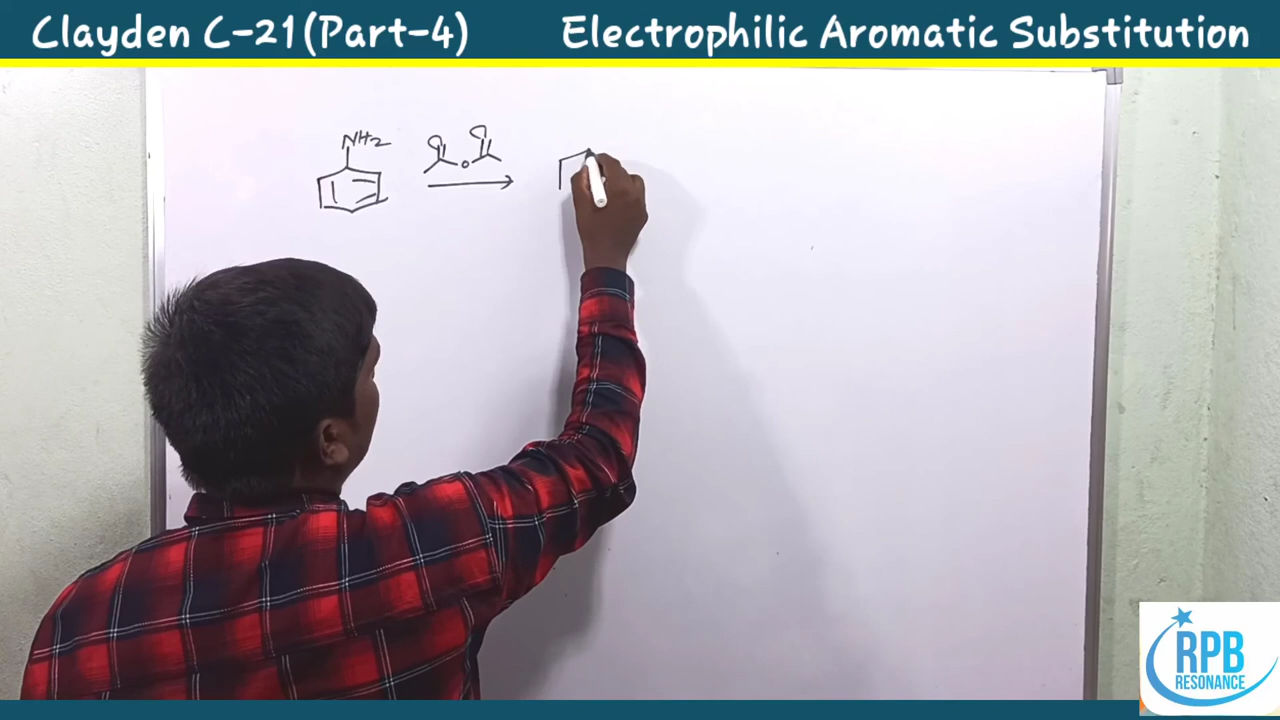 Clayden C-21(Part-4) Electrophilic Aromatic Substitution
NH2
O O
O
RPB
RESONANCE